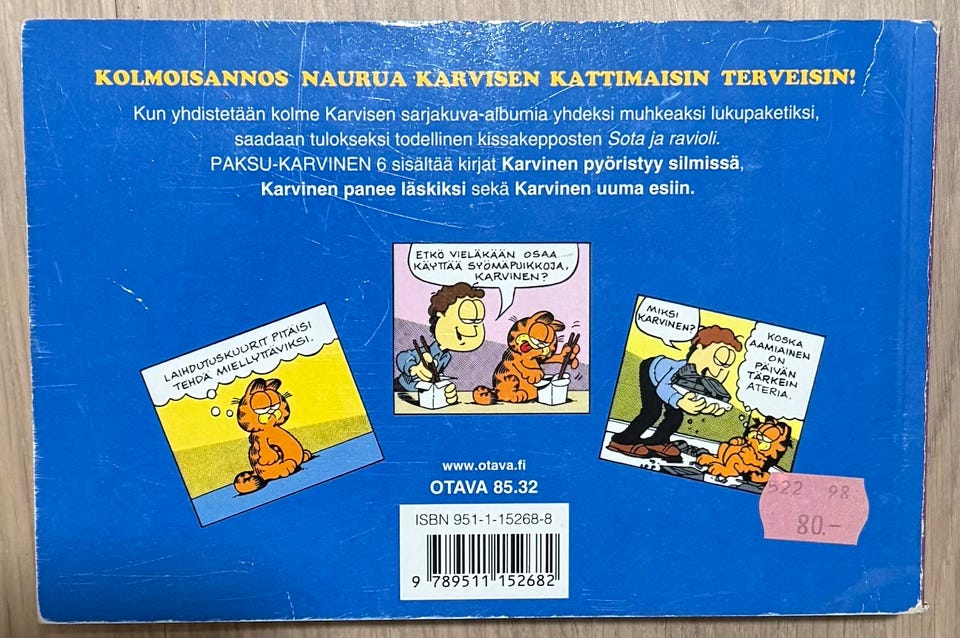 KOLMOISANNOS NAURUA KARVISEN KATTIMAISIN TERVEISIN!
Kun yhdistetään kolme Karvisen sarjakuva-albumia yhdeksi muhkeaksi lukupaketiksi,
saadaan tulokseksi todellinen kissakepposten Sota ja ravioli.
PAKSU-KARVINEN 6 sisältää kirjat Karvinen pyöristyy silmissä,
Karvinen panee läskiksi sekä Karvinen uuma esiin.
LAIHDUTUSKUURIT PITÄISI
TEHDÄ MIELLYTTÄVIKSI.
ETKÖ VIELÄKÄÄN OSAA
KÄYTTÄÄ SYÖMÄPUIKKOJA,
KARVINEN?
MIKSI
KARVINEN?
KOSKA
AAMIAINEN
ON
PÄIVÄN
TÄRKEIN
ATERIA.
www.otava.fi
OTAVA 85.32
ISBN 951-1-15268-8
9 789511 152682
522 98
80.-